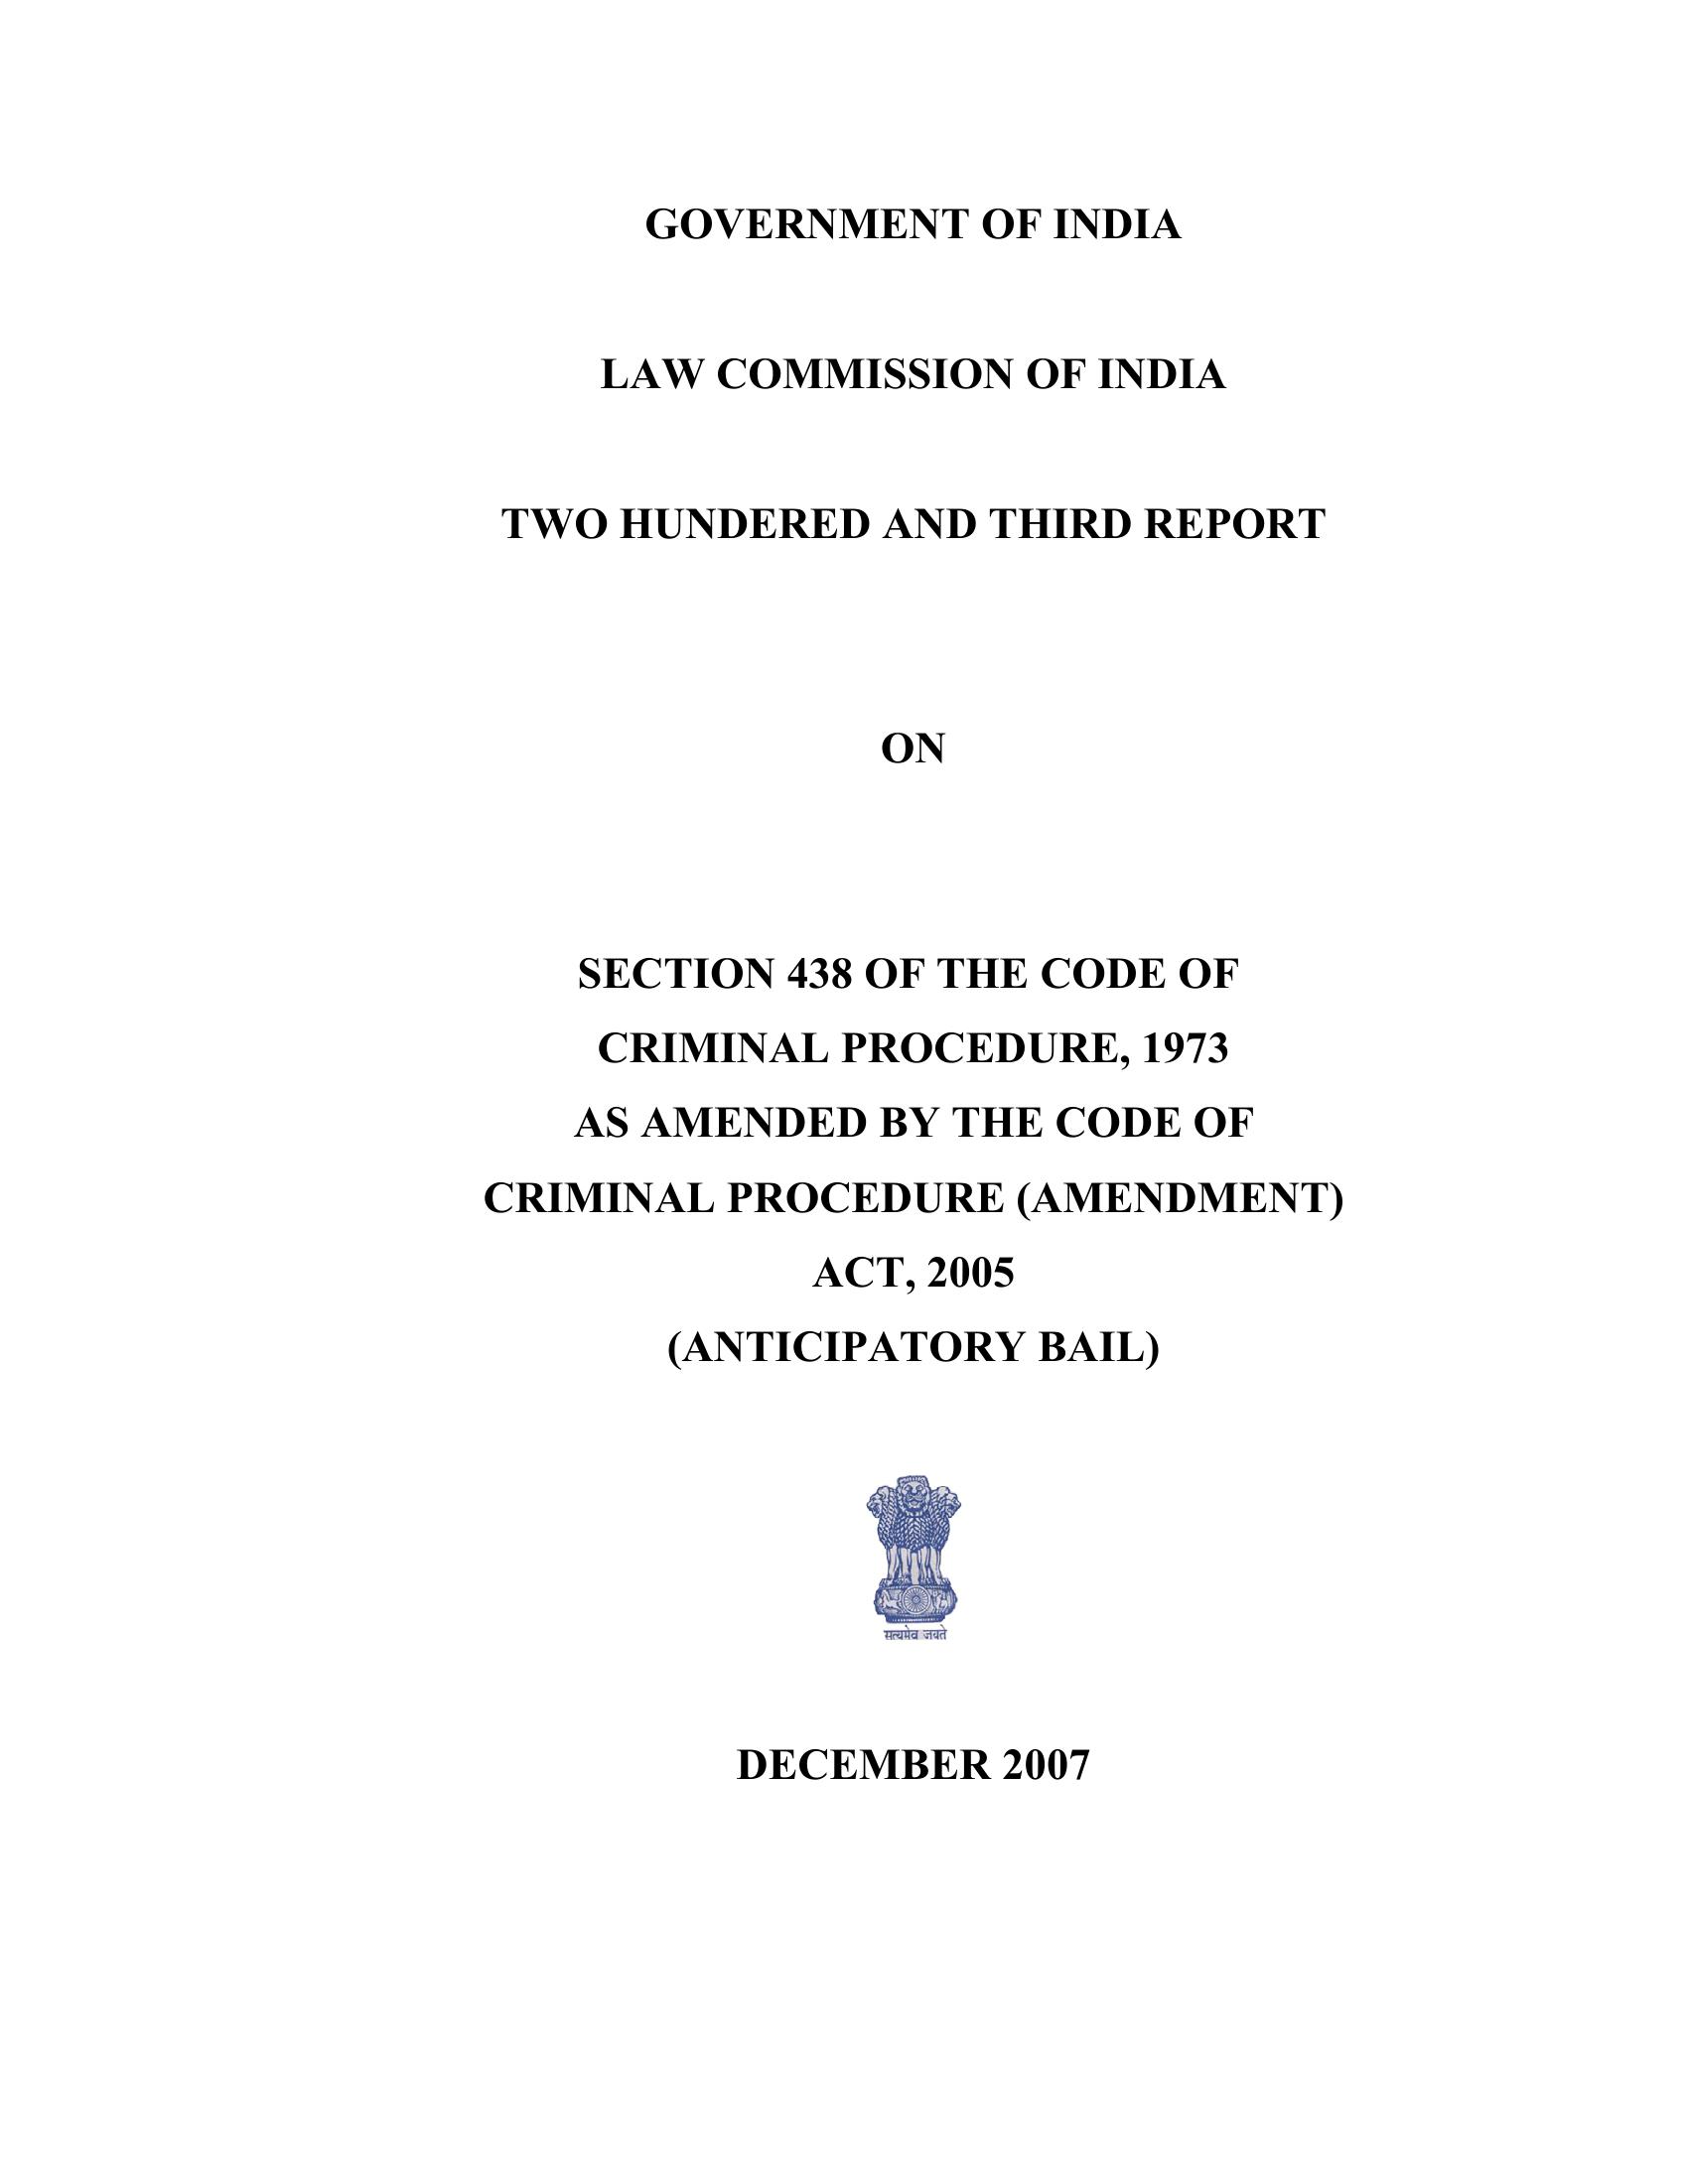 GOVERNMENT OF INDIA
LAW COMMISSION OF INDIA
TWO HUNDERED AND THIRD REPORT
ON
SECTION 438 OF THE CODE OF
CRIMINAL PROCEDURE, 1973
AS AMENDED BY THE CODE OF
CRIMINAL PROCEDURE (AMENDMENT)
ACT, 2005
(ANTICIPATORY BAIL)
सत्यमेव जयते
DECEMBER 2007